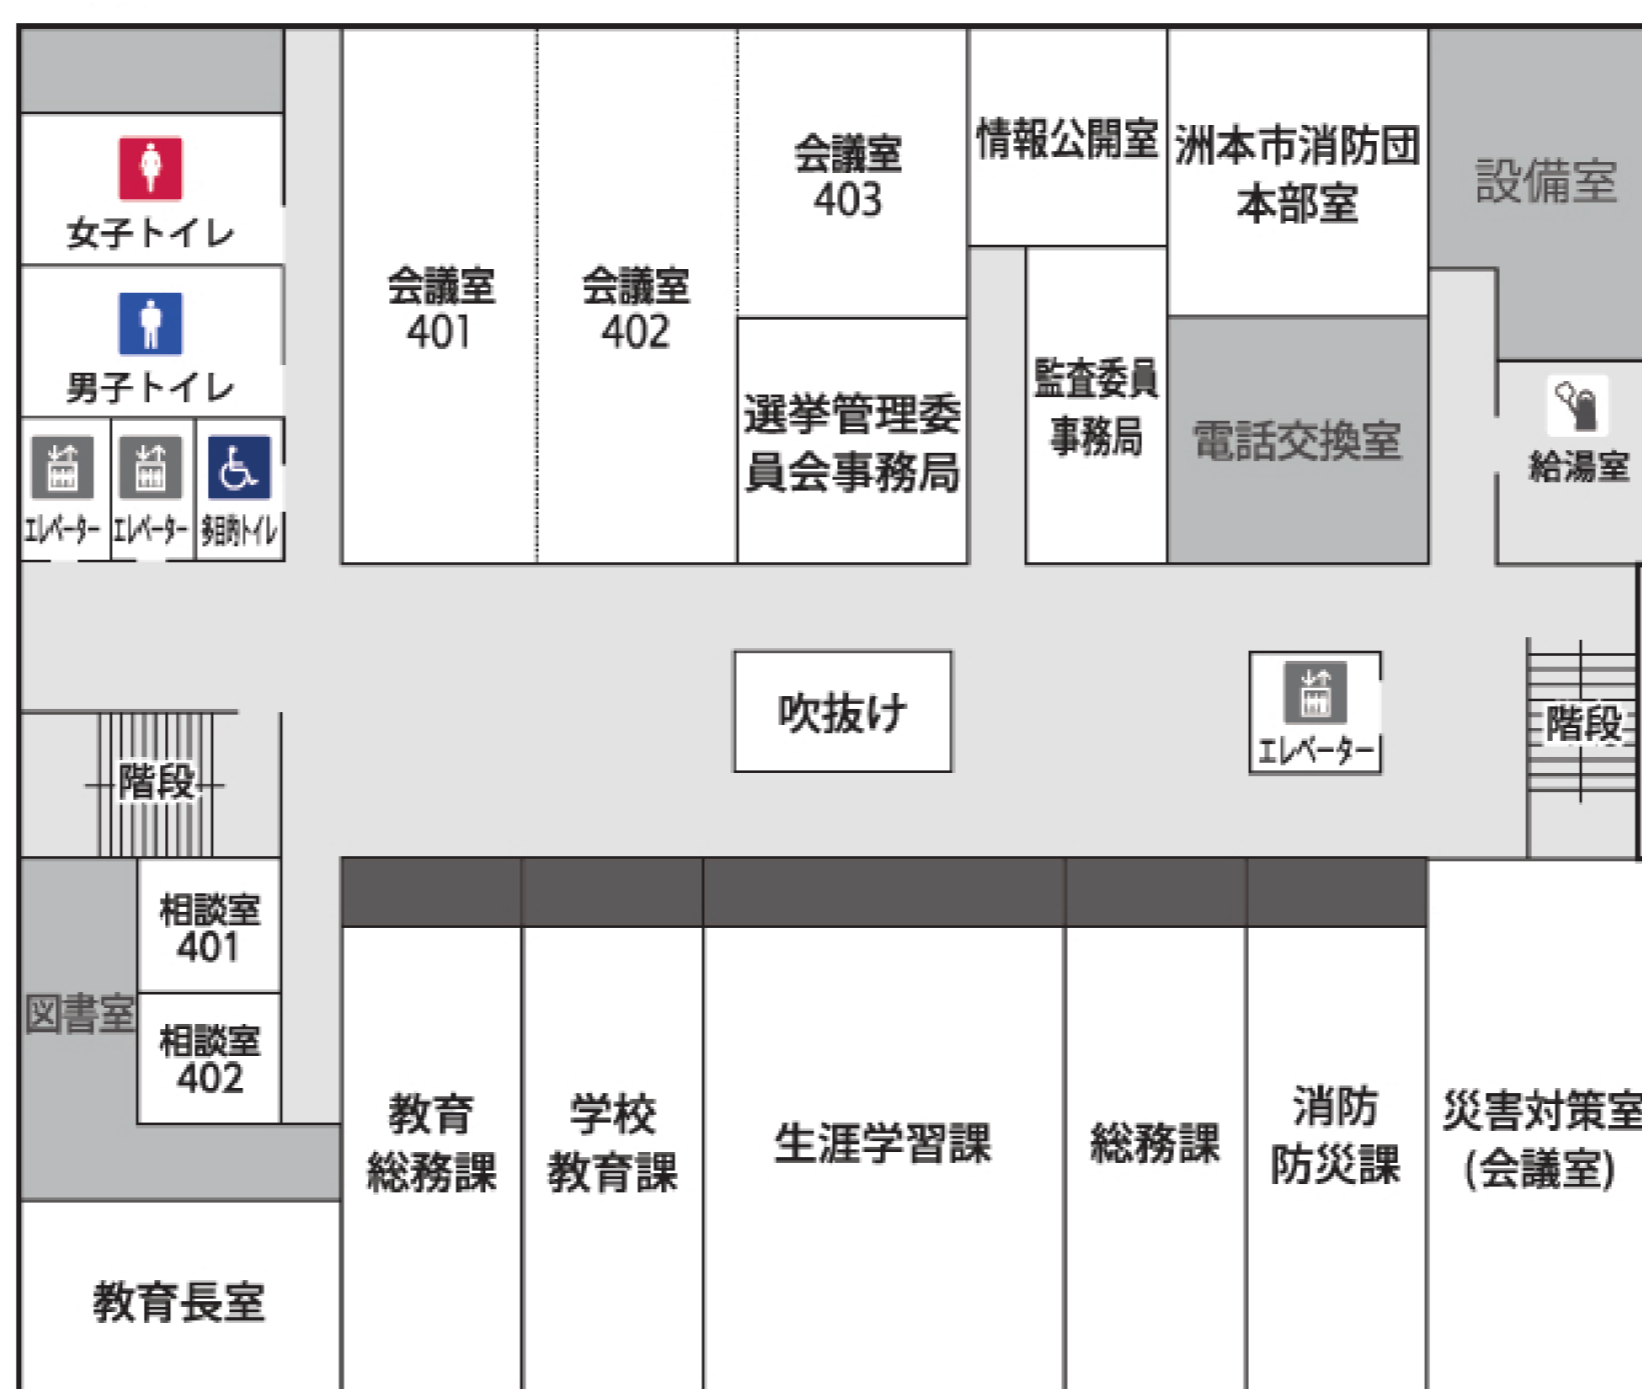 女子トイレ
男子トイレ
エレベーター
エレベーター
多目的トイレ
会議室
401
会議室
402
会議室
403
選挙管理委
員会事務局
情報公開室
監査委員
事務局
洲本市消防団
本部室
電話交換室
設備室
給湯室
吹抜け
エレベーター
階段
階段
図書室
相談室
401
相談室
402
教育長室
教育
総務課
学校
教育課
生涯学習課
総務課
消防
防災課
災害対策室
(会議室)